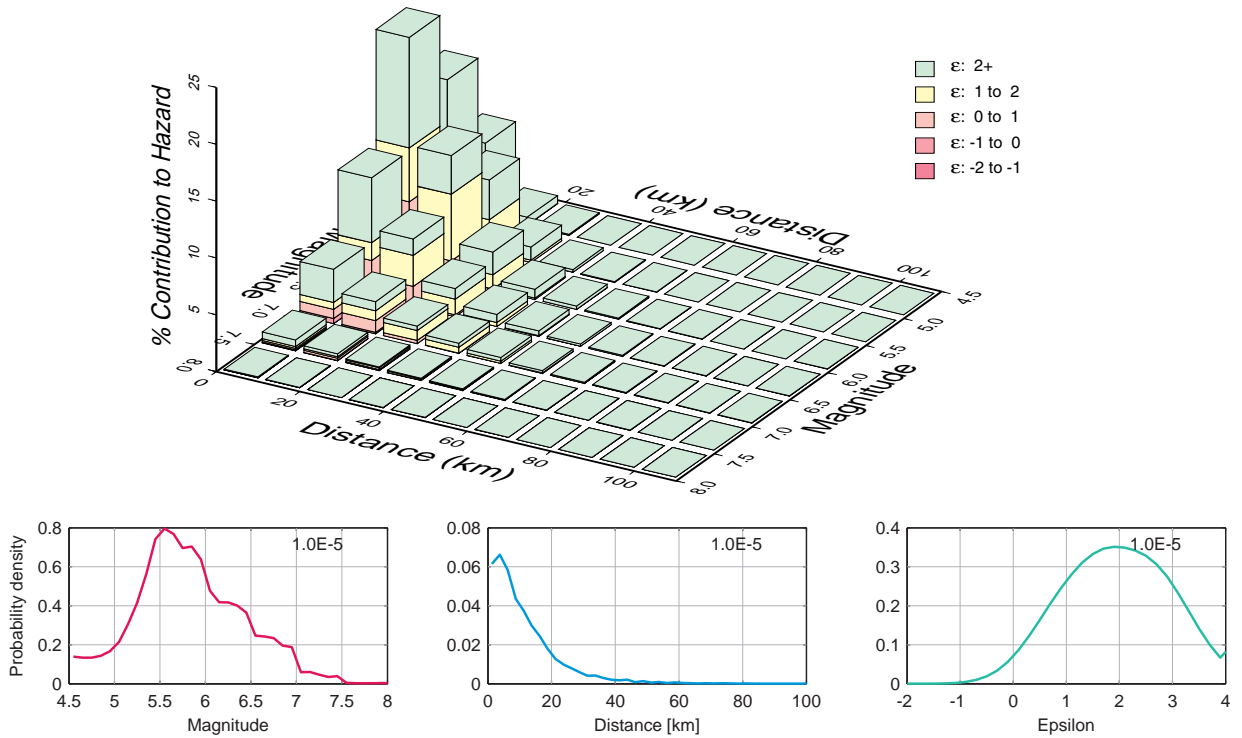 % Contribution to Hazard
25
20
15
10
5
0
ε: 2+
ε: 1 to 2
ε: 0 to 1
ε: -1 to 0
ε: -2 to -1
Magnitude
7.0
7.5
8.0
20
40
60
80
100
Distance (km)
0
20
40
60
80
100
Distance (km)
4.5
5.0
5.5
6.0
6.5
7.0
7.5
8.0
Magnitude
Probability density
0.8
0.6
0.4
0.2
0
1.0E-5
4.5 5 5.5 6 6.5 7 7.5 8
Magnitude
0.08
0.06
0.04
0.02
0
1.0E-5
0 20 40 60 80 100
Distance [km]
0.4
0.3
0.2
0.1
0
1.0E-5
-2 -1 0 1 2 3 4
Epsilon